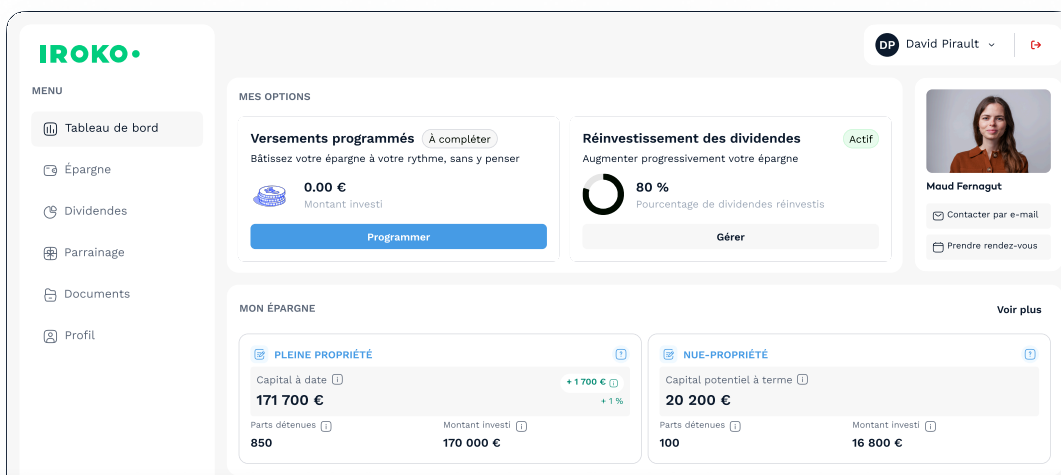 IROKO
DP David Pirault
MENU
Tableau de bord
Épargne
Dividendes
Parrainage
Documents
Profil
MES OPTIONS
Versements programmés À compléter
Bâtissez votre épargne à votre rythme, sans y penser
0.00 €
Montant investi
Programmer
Réinvestissement des dividendes Actif
Augmenter progressivement votre épargne
80 %
Pourcentage de dividendes réinvestis
Gérer
Maud Fernagut
Contacter par e-mail
Prendre rendez-vous
MON ÉPARGNE
Voir plus
PLEINE PROPRIÉTÉ
Capital à date
+ 1 700 €
171 700 €
+ 1 %
Parts détenues
Montant investi
850
170 000 €
NUE-PROPRIÉTÉ
Capital potentiel à terme
20 200 €
Parts détenues
Montant investi
100
16 800 €